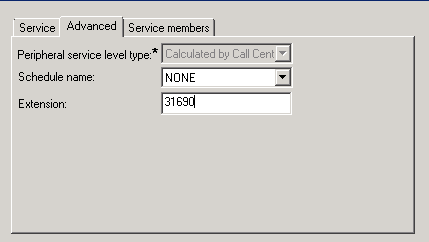 Service Advanced Service members
Peripheral service level type:* Calculated by Call Cent
Schedule name: NONE
Extension: 31690